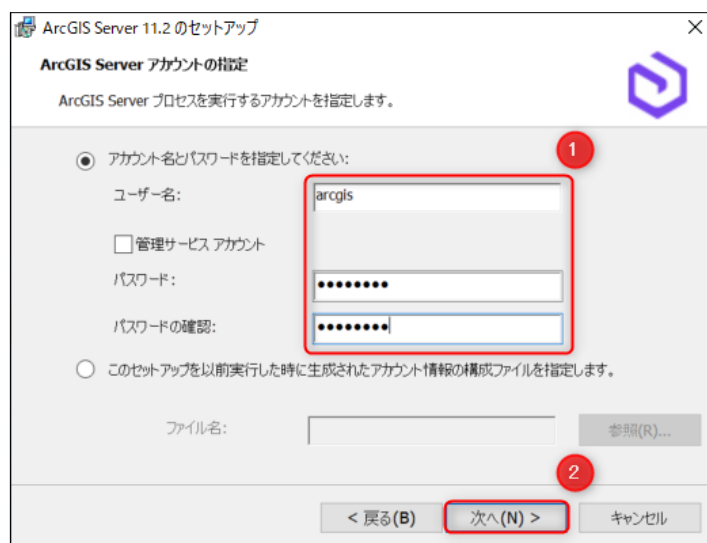 ArcGIS Server 11.2 のセットアップ
ArcGIS Server アカウントの指定
ArcGIS Server プロセスを実行するアカウントを指定します。
1
アカウント名とパスワードを指定してください:
ユーザー名:
arcgis
管理サービス アカウント
パスワード:
••••••••
パスワードの確認:
••••••••
このセットアップを以前実行した時に生成されたアカウント情報の構成ファイルを指定します。
ファイル名:
参照(R)...
2
< 戻る(B)
次へ(N) >
キャンセル